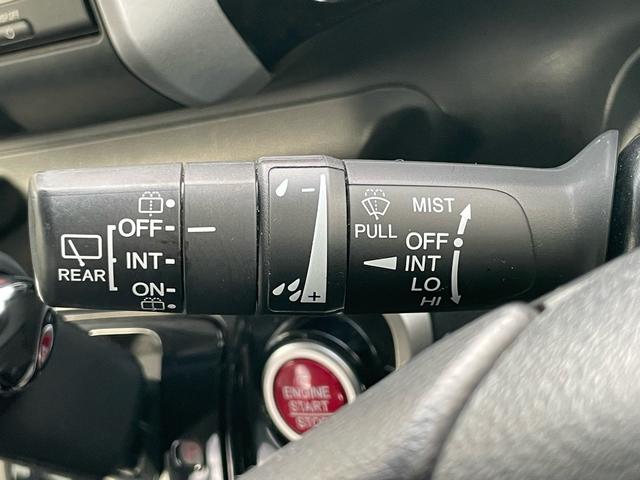 REAR
OFF
INT
ON
- 
+
PULL
MIST
OFF
INT
LO
HI
ENGINE
START
STOP